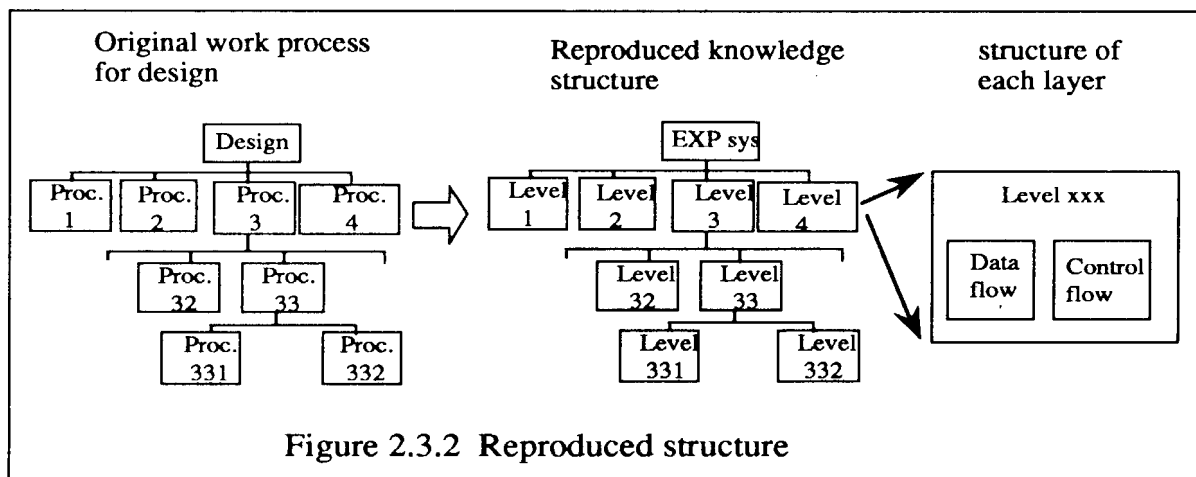 Original work process
for design
Design
Proc.
1
Proc.
2
Proc.
3
Proc.
4
Proc.
32
Proc.
33
Proc.
331
Proc.
332
Reproduced knowledge
structure
EXP sys
Level
1
Level
2
Level
3
Level
4
Level
32
Level
33
Level
331
Level
332
structure of
each layer
Level xxx
Data
flow
Control
flow
Figure 2.3.2 Reproduced structure